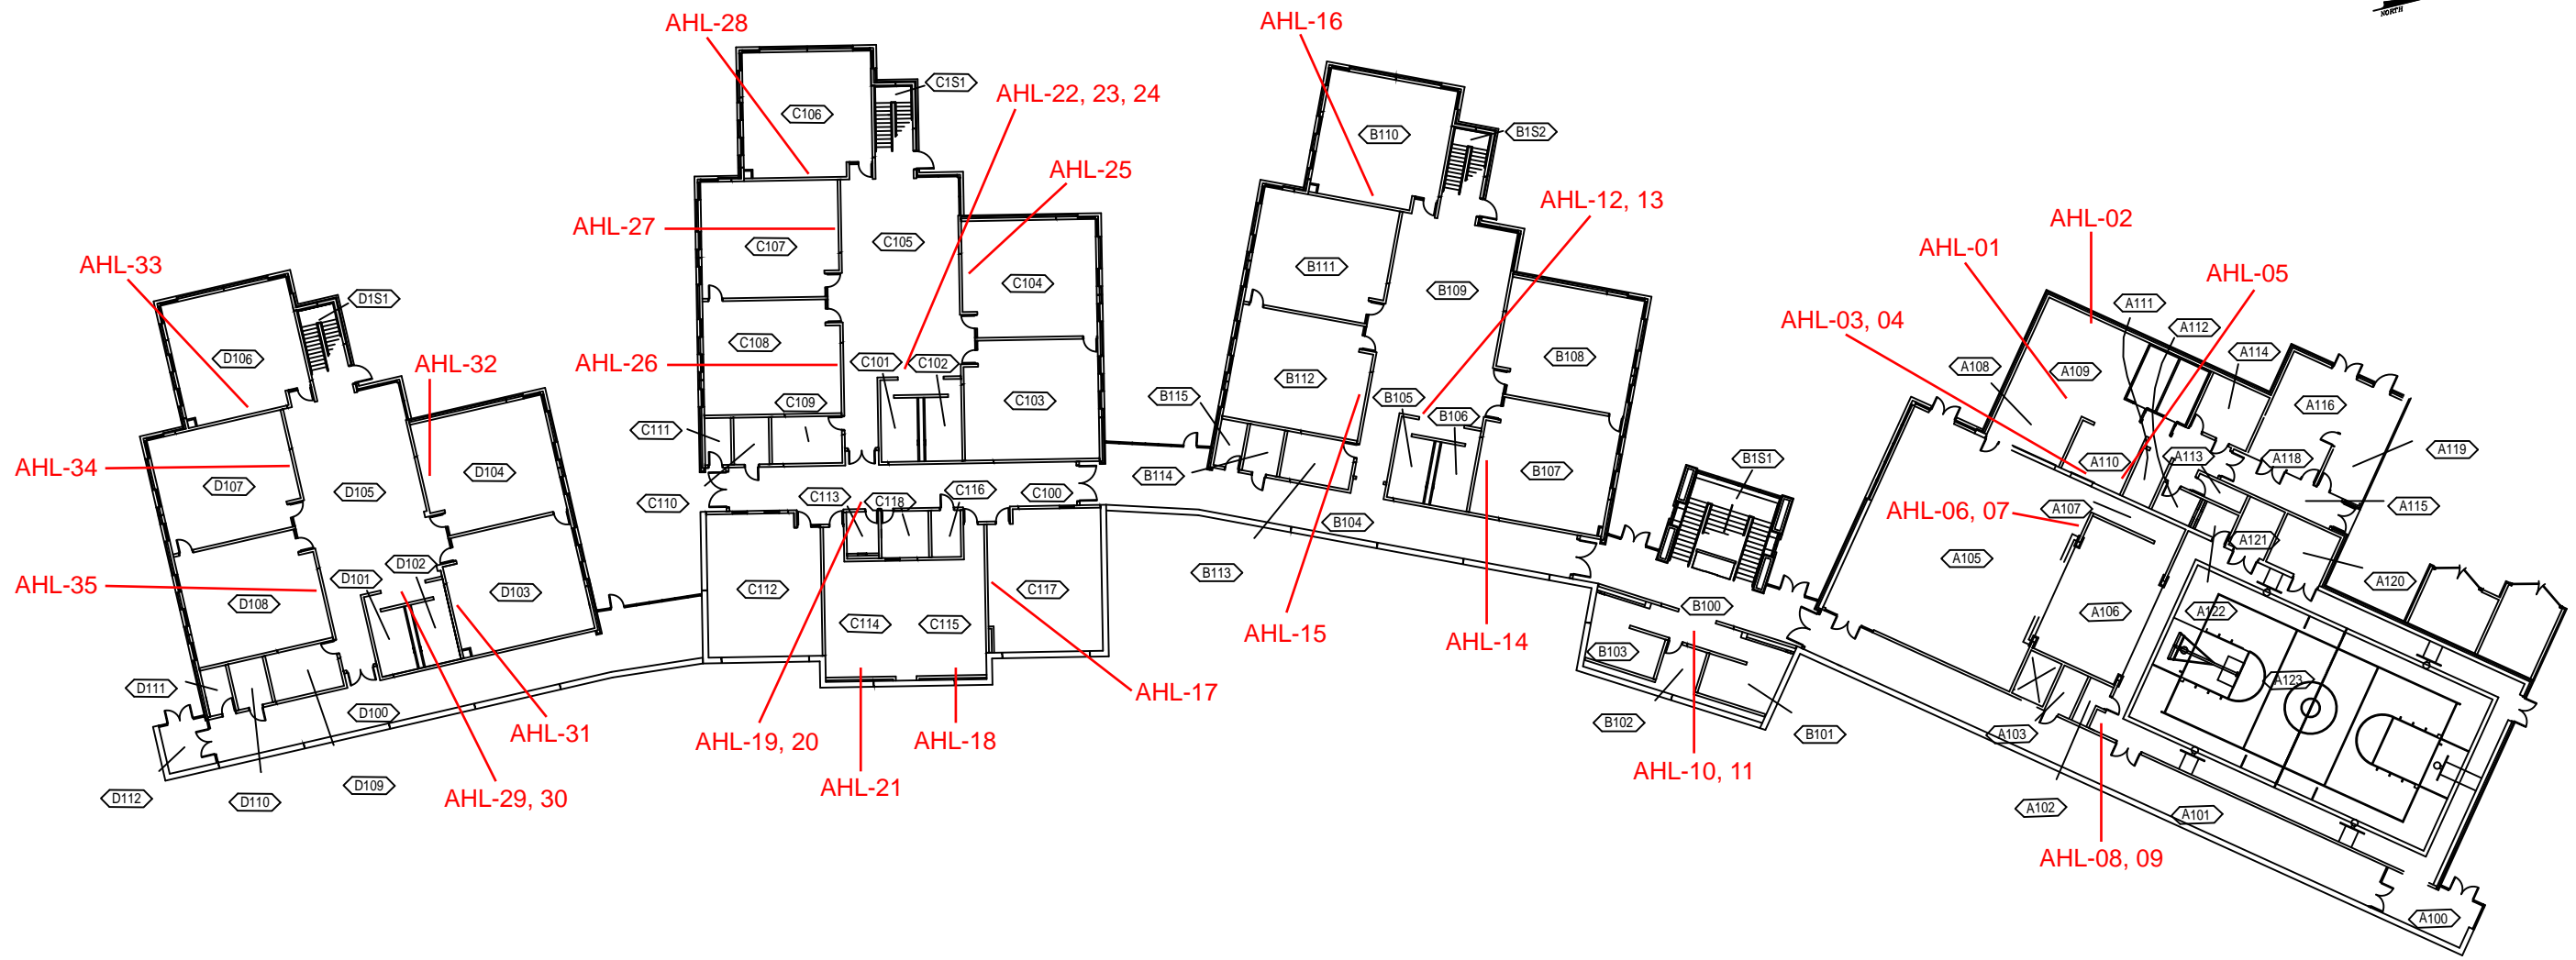 NORTH
AHL-28
AHL-16
C1S1
AHL-22, 23, 24
C106
B110
B1S2
AHL-25
AHL-12, 13
AHL-02
AHL-27
C107
C105
AHL-01
AHL-33
B111
C104
B109
AHL-05
D1S1
A111
AHL-03, 04
A112
D106
C108
AHL-32
AHL-26
C101
C102
B108
A108
A109
A114
B112
C109
C103
B115
B105
B106
A116
C111
AHL-34
D107
D104
D105
B114
B107
A110
A113
A118
A119
C110
C113
C118
C116
C100
B104
B1S1
A107
AHL-06, 07
A115
A105
A121
D101
D102
B113
A120
AHL-35
D108
D103
C112
C117
C114
C115
B100
A106
A122
AHL-15
AHL-14
B103
D111
AHL-17
A123
D100
AHL-31
AHL-19, 20
AHL-18
B102
B101
A103
AHL-21
AHL-10, 11
D112
D110
D109
AHL-29, 30
A102
A101
AHL-08, 09
A100